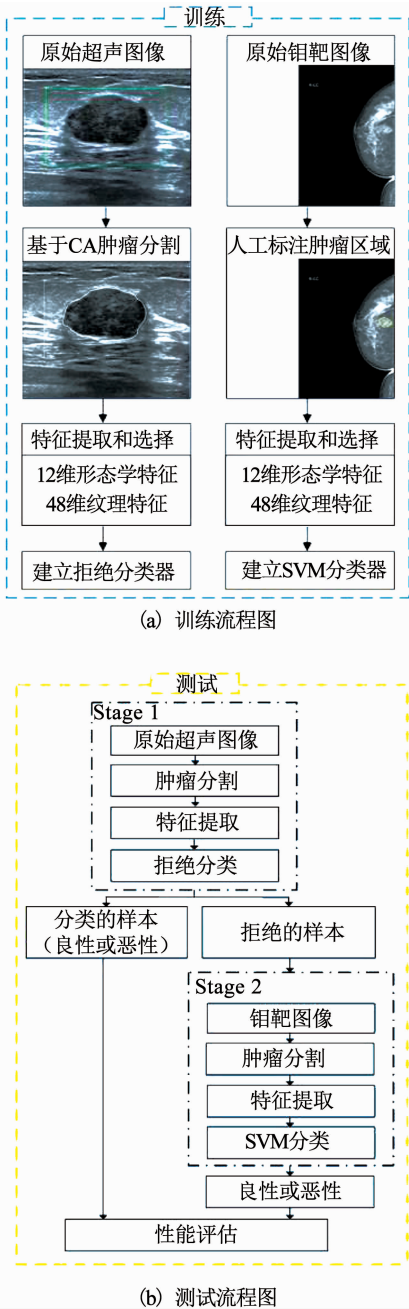 训练
原始超声图像
基于CA肿瘤分割
特征提取和选择
12维形态学特征
48维纹理特征
建立拒绝分类器
原始钼靶图像
人工标注肿瘤区域
特征提取和选择
12维形态学特征
48维纹理特征
建立SVM分类器
(a) 训练流程图
测试
Stage 1
原始超声图像
肿瘤分割
特征提取
拒绝分类
分类的样本
（良性或恶性）
拒绝的样本
Stage 2
钼靶图像
肿瘤分割
特征提取
SVM分类
良性或恶性
性能评估
(b) 测试流程图